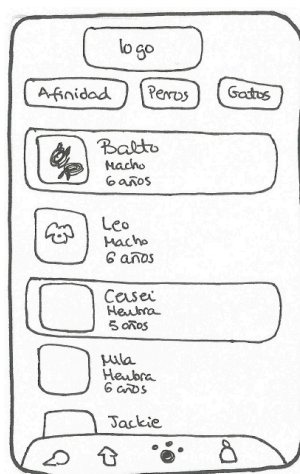 logo
Afinidad Perros Gatos
Balto
Macho
6 años
Leo
Macho
6 años
Cersei
Hembra
5 años
Mila
Hembra
6 años
Jackie